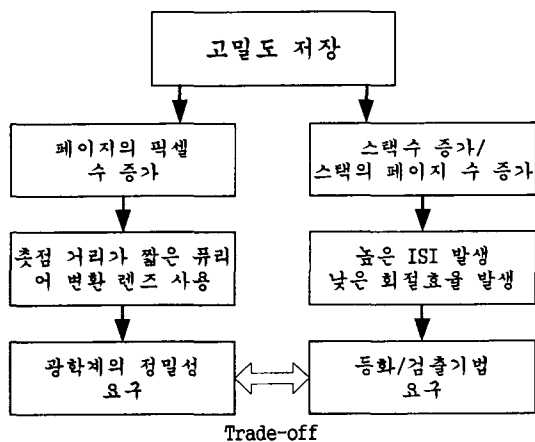 고밀도 저장
페이지의 픽셀
수 증가
스택수 증가/
스택의 페이지 수 증가
촛점 거리가 짧은 퓨리
어 변환 렌즈 사용
높은 ISI 발생
낮은 회절효율 발생
광학계의 정밀성
요구
등화/검출기법
요구
Trade-off